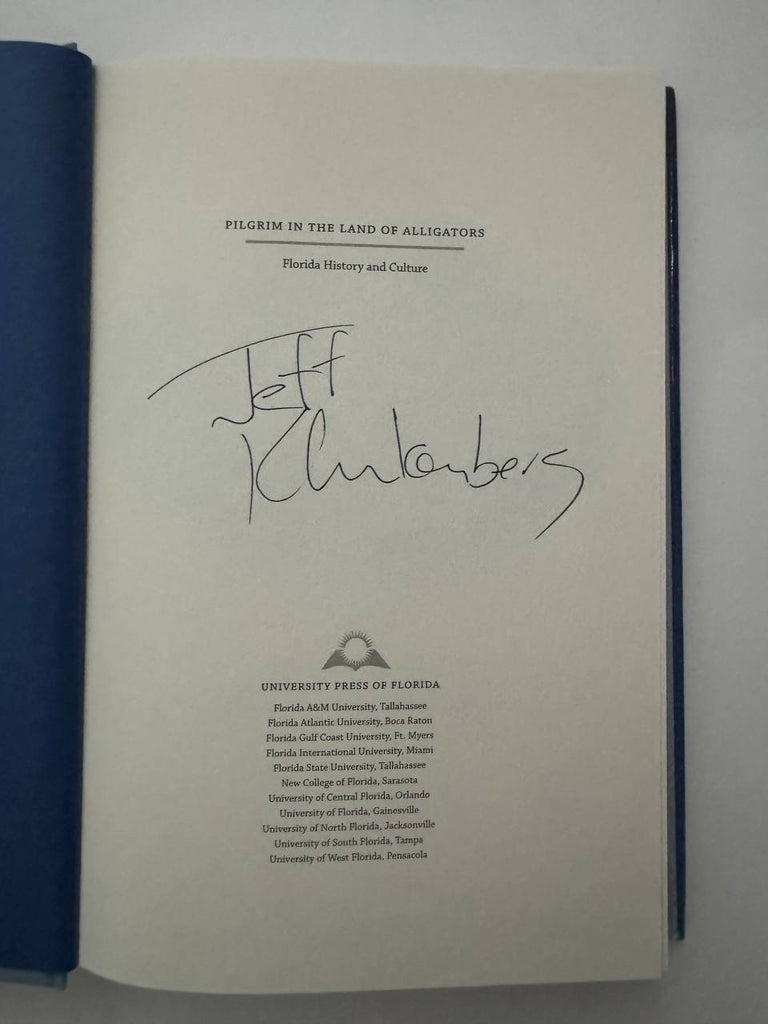 PILGRIM IN THE LAND OF ALLIGATORS
Florida History and Culture
Jeff
Klinkenberg
UNIVERSITY PRESS OF FLORIDA
Florida A&M University, Tallahassee
Florida Atlantic University, Boca Raton
Florida Gulf Coast University, Ft. Myers
Florida International University, Miami
Florida State University, Tallahassee
New College of Florida, Sarasota
University of Central Florida, Orlando
University of Florida, Gainesville
University of North Florida, Jacksonville
University of South Florida, Tampa
University of West Florida, Pensacola